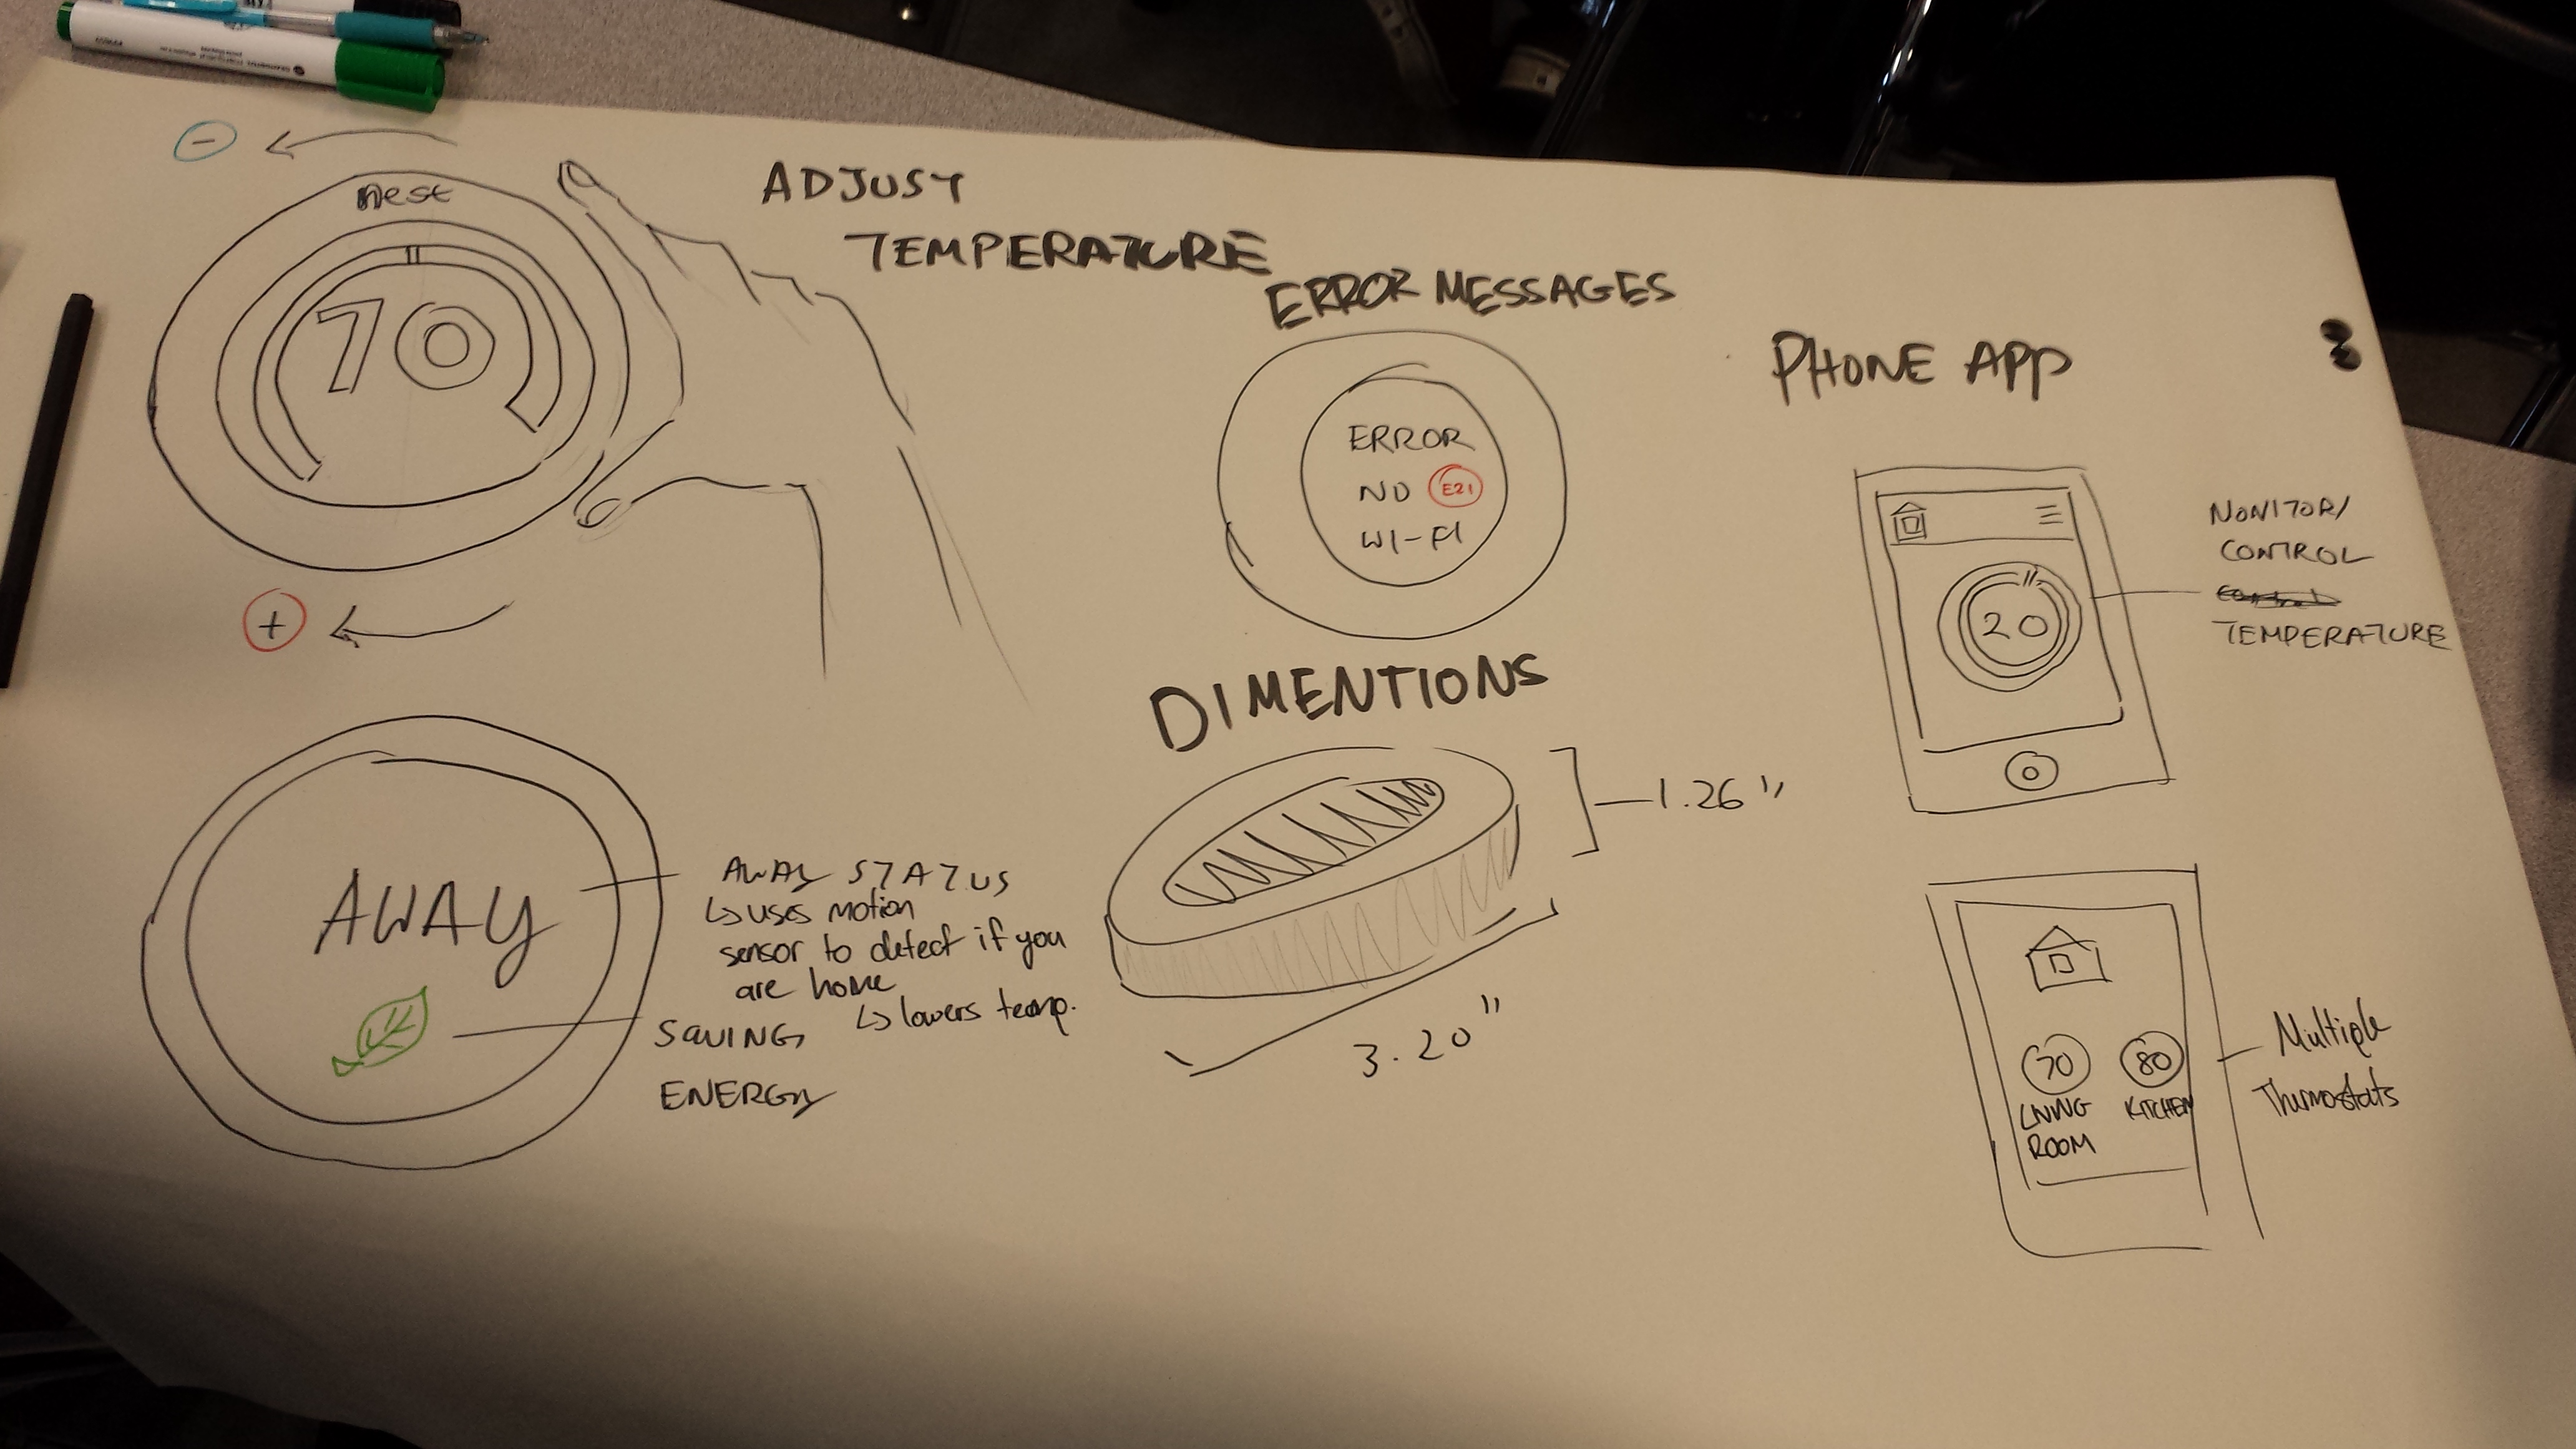 −
nest
70
+
ADJUST
TEMPERATURE
ERROR MESSAGES
ERROR
NO E21
WI-FI
PHONE APP
20
MONITOR/
CONTROL
TEMPERATURE
AWAY
AWAY STATUS
↳ uses motion
sensor to detect if you
are home
↳ lowers temp.
SAVING
ENERGY
DIMENTIONS
1.26"
3.20"
70 80
LIVING KITCHEN
ROOM
Multiple
Thermostats